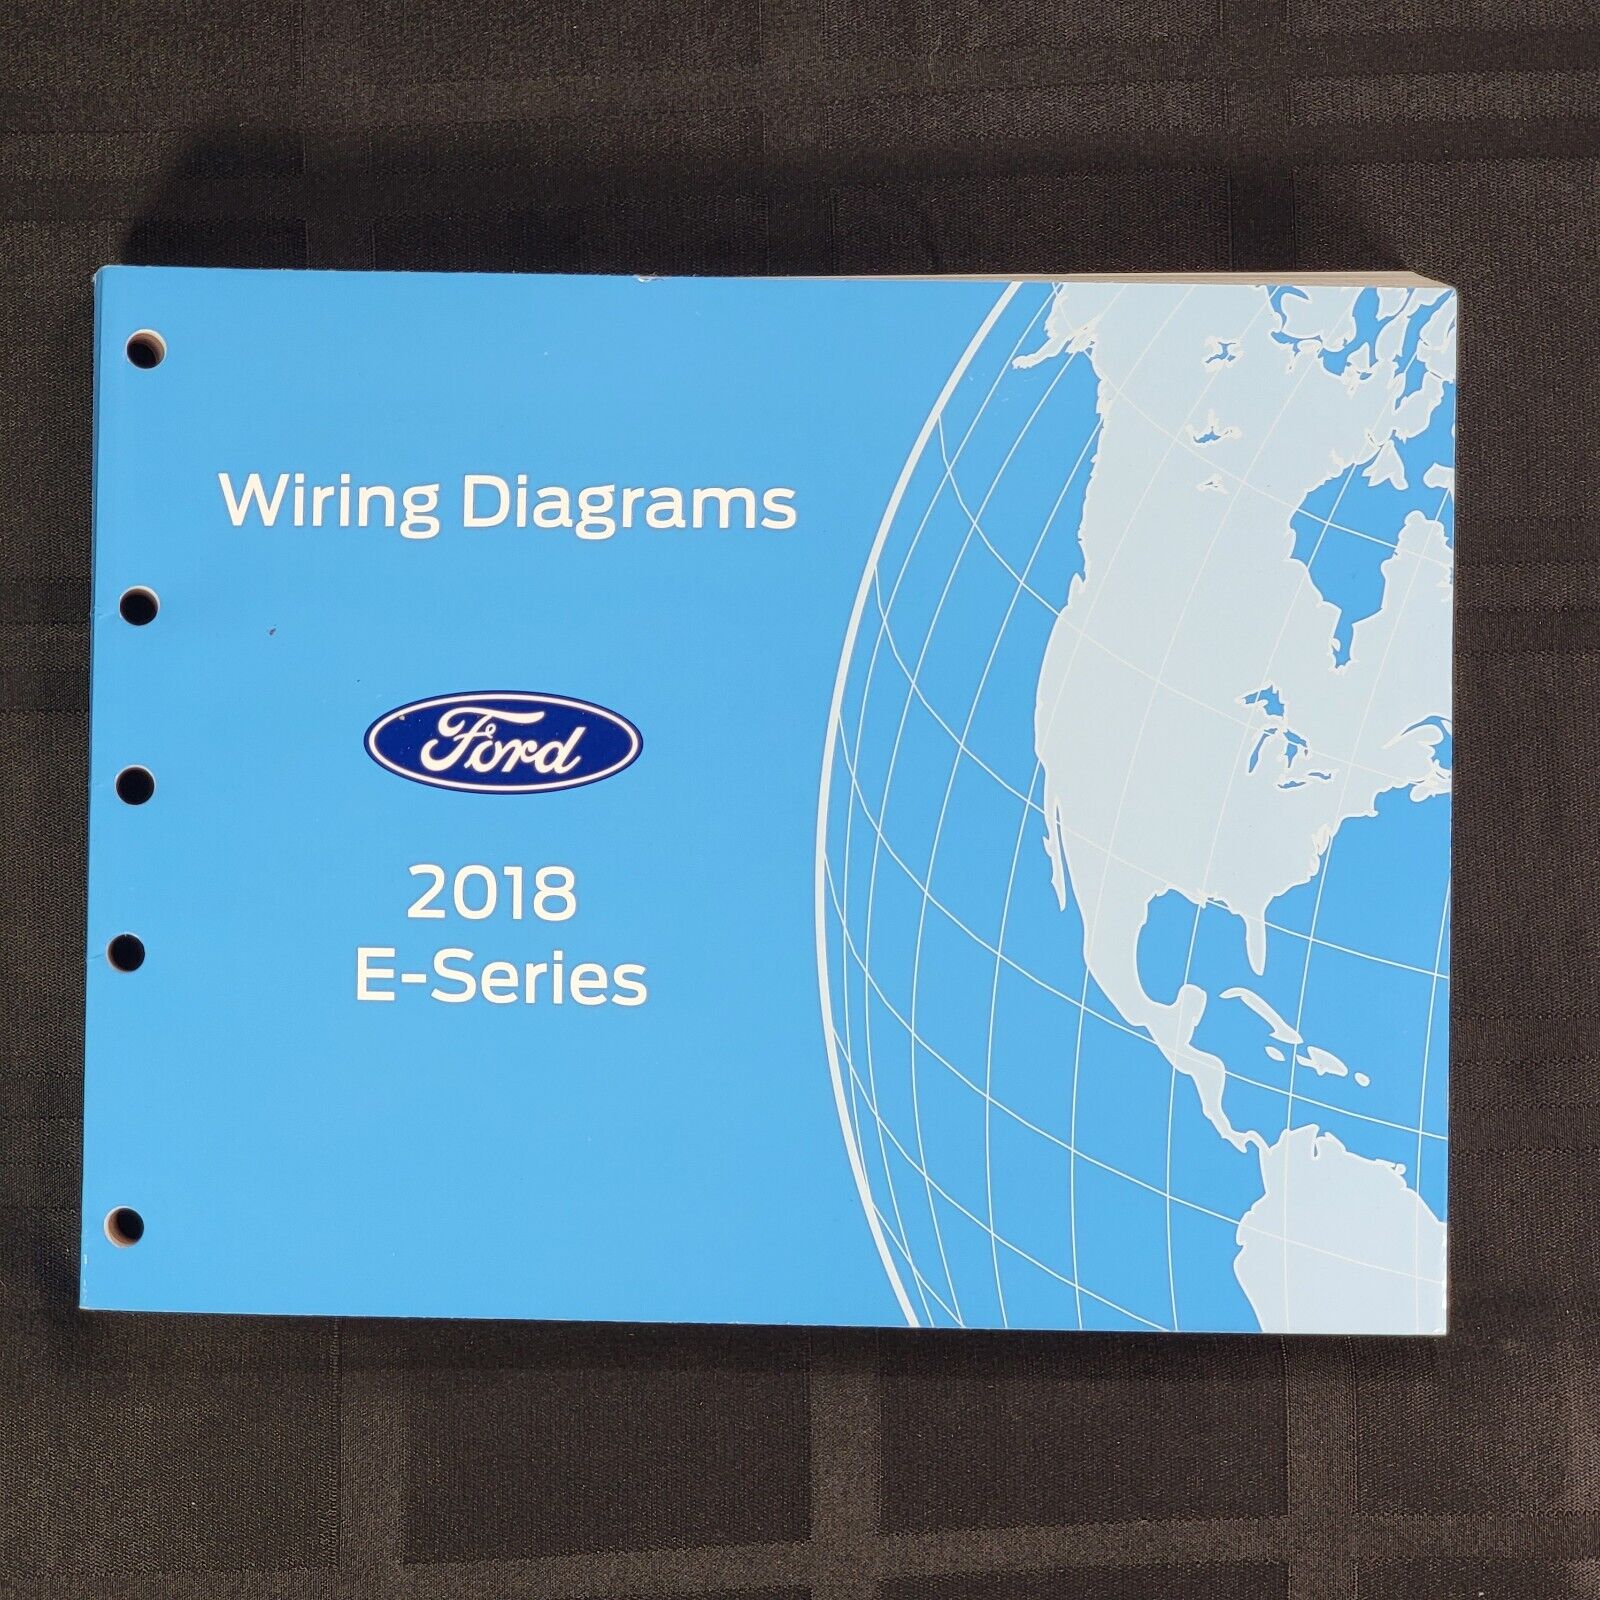 Wiring Diagrams
Ford
2018
E-Series